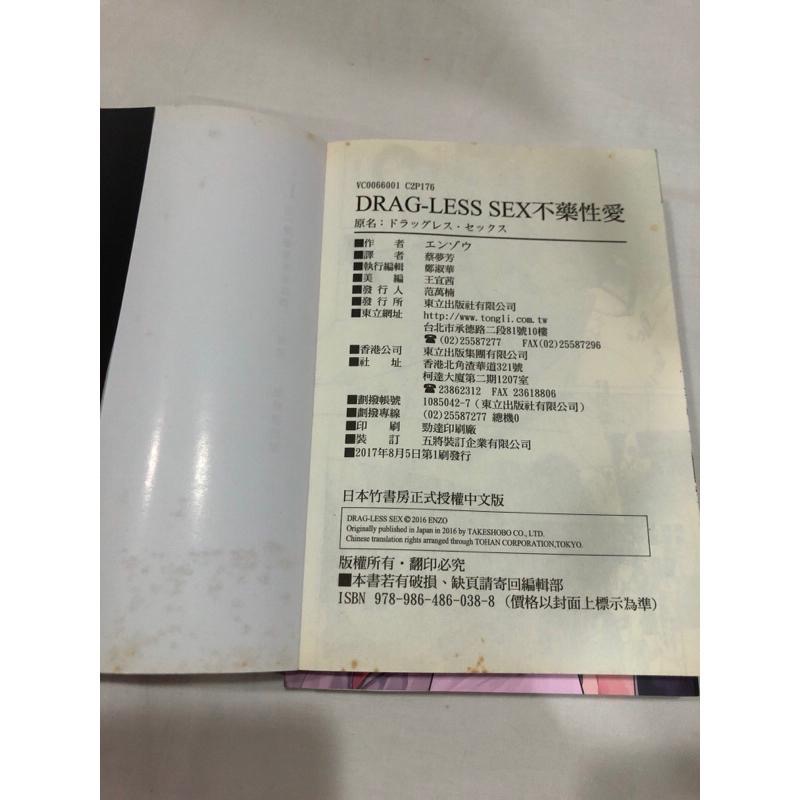 VC0066001 C2P176
DRAG-LESS SEX不藥性愛
原名：ドラッグレス・セックス
■作　者　エンゾウ
■譯　者　蔡夢芳
■執行編輯　鄭淑華
■美　編　王宜茜
■發 行 人　范萬楠
■發 行 所　東立出版社有限公司
■東立網址　http://www.tongli.com.tw
台北市承德路二段81號10樓
☎(02)25587277　FAX(02)25587296
■香港公司　東立出版集團有限公司
■社　址　香港北角渣華道321號
柯達大廈第二期1207室
☎23862312　FAX 23618806
■劃撥帳號　1085042-7（東立出版社有限公司）
■劃撥專線　(02)25587277 總機0
■印　刷　勁達印刷廠
■裝　訂　五將裝訂企業有限公司
■2017年8月5日第1刷發行
日本竹書房正式授權中文版
DRAG-LESS SEX © 2016 ENZO
Originally published in Japan in 2016 by TAKESHOBO CO., LTD.
Chinese translation rights arranged through TOHAN CORPORATION,TOKYO.
版權所有・翻印必究
■本書若有破損、缺頁請寄回編輯部
ISBN 978-986-486-038-8（價格以封面上標示為準）